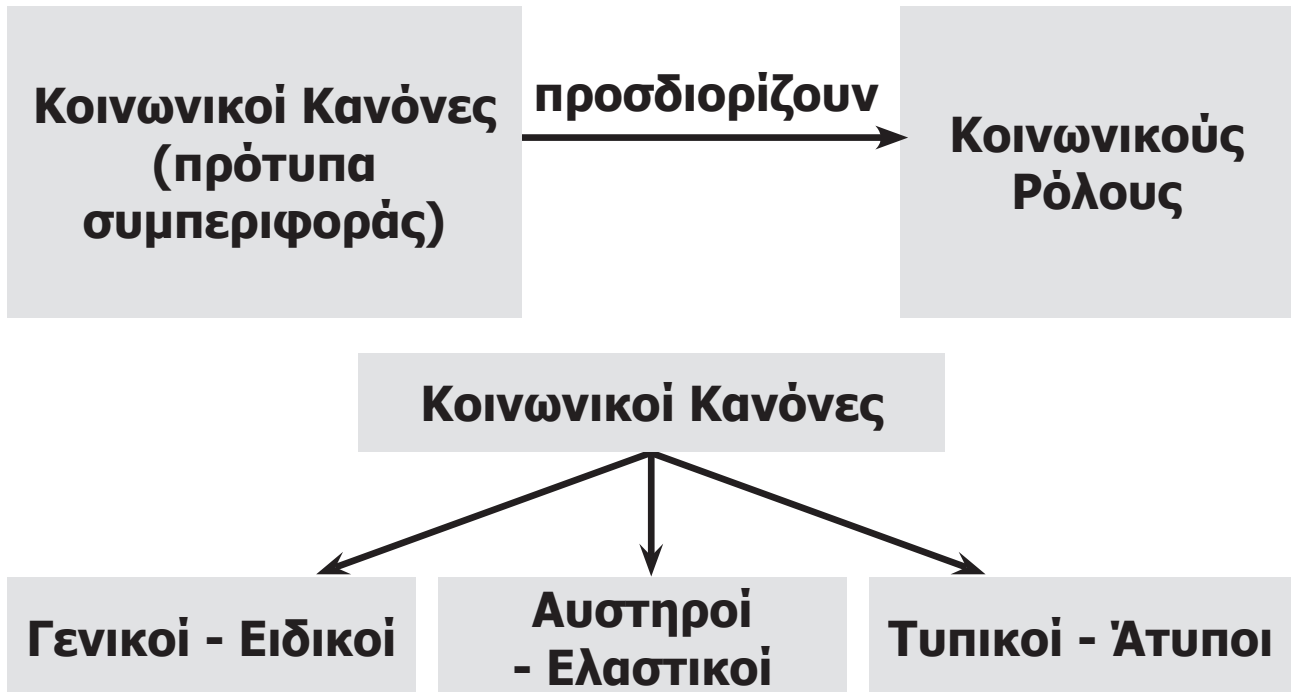 Κοινωνικοί Κανόνες
(πρότυπα
συμπεριφοράς)
προσδιορίζουν
Κοινωνικούς
Ρόλους
Κοινωνικοί Κανόνες
Γενικοί - Ειδικοί
Αυστηροί
- Ελαστικοί
Τυπικοί - Άτυποι